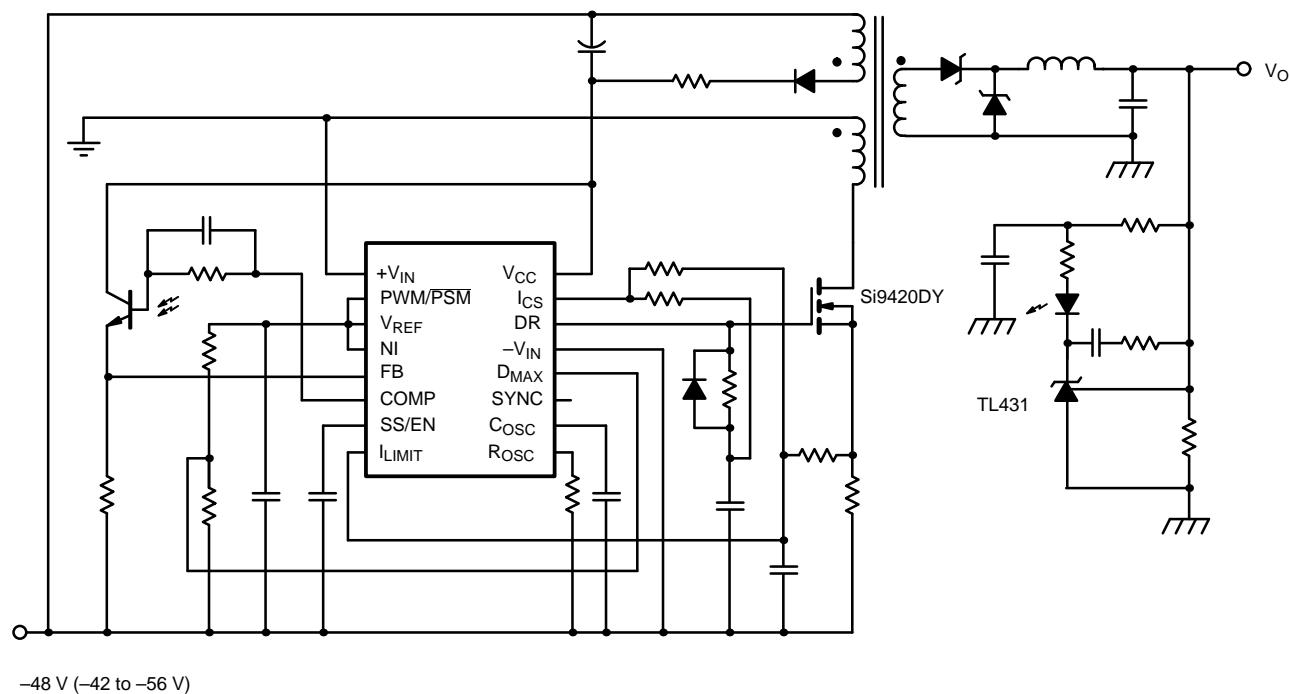 V_O
+V_IN
PWM/P̅S̅M̅
V_REF
NI
FB
COMP
SS/EN
I_LIMIT
V_CC
I_CS
DR
–V_IN
D_MAX
SYNC
C_OSC
R_OSC
Si9420DY
TL431
–48 V (–42 to –56 V)